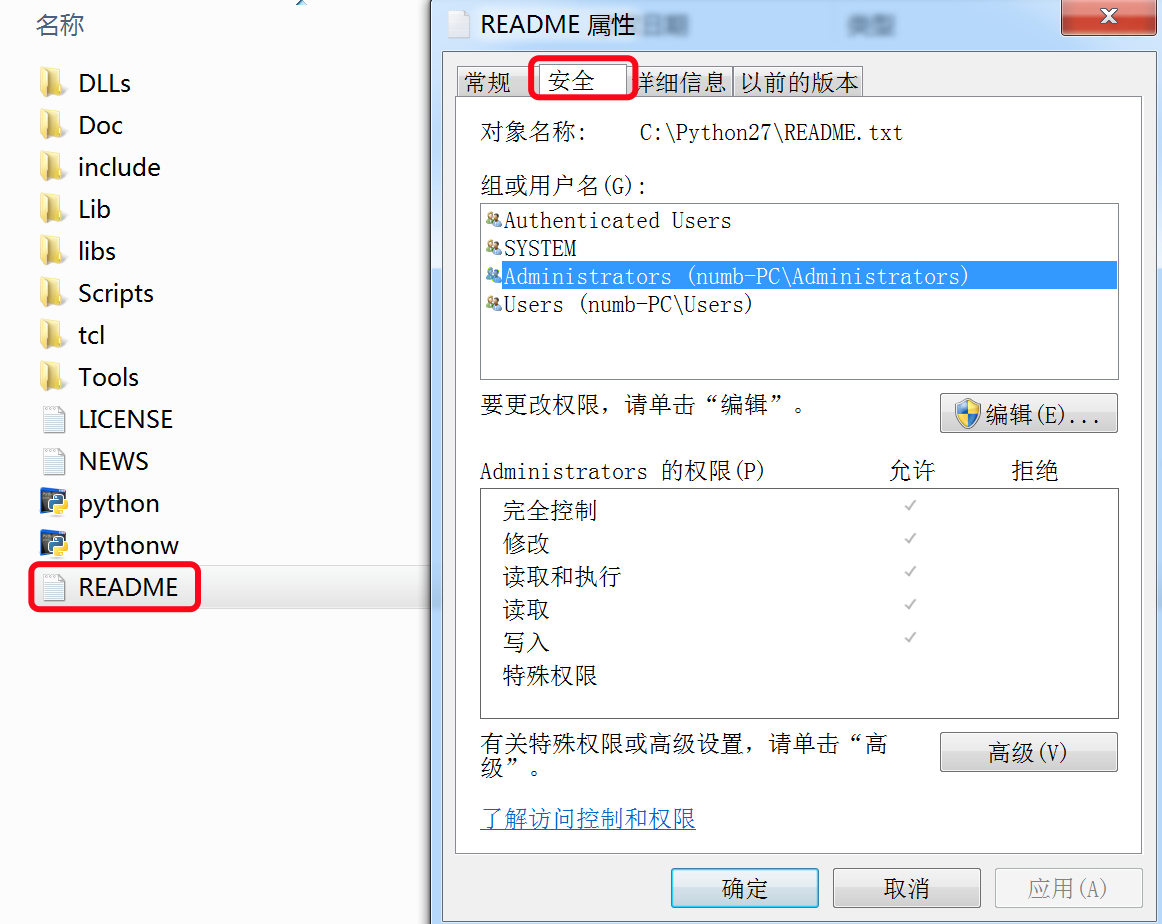 名称
DLLs
Doc
include
Lib
libs
Scripts
tcl
Tools
LICENSE
NEWS
python
pythonw
README
README 属性
日期
类型
常规
安全
详细信息
以前的版本
对象名称: C:\Python27\README.txt
组或用户名(G):
Authenticated Users
SYSTEM
Administrators (numb-PC\Administrators)
Users (numb-PC\Users)
要更改权限，请单击“编辑”。
编辑(E)...
Administrators 的权限(P) 允许 拒绝
完全控制
修改
读取和执行
读取
写入
特殊权限
有关特殊权限或高级设置，请单击“高
级”。
高级(V)
了解访问控制和权限
确定
取消
应用(A)